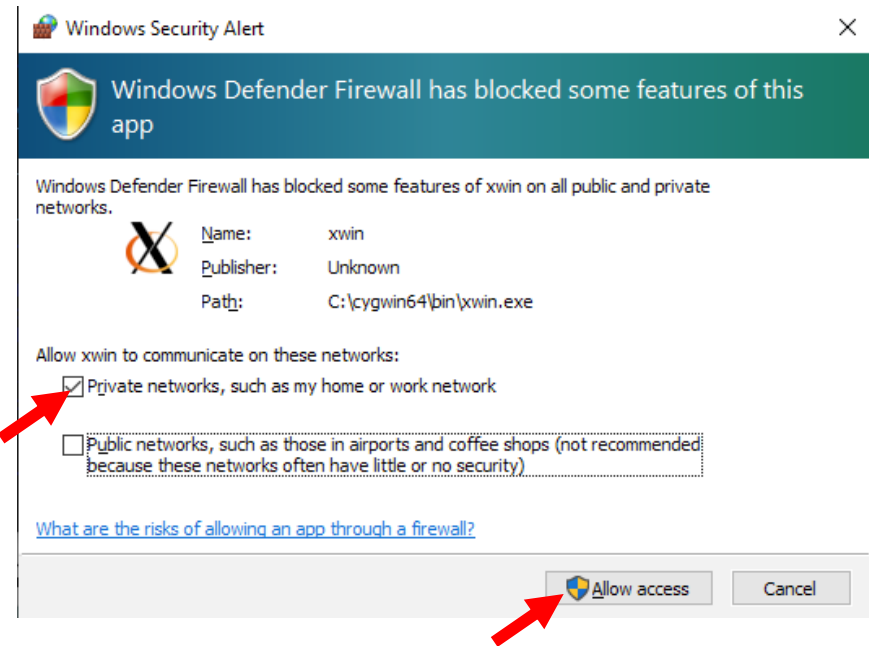 Windows Security Alert
Windows Defender Firewall has blocked some features of this
app
Windows Defender Firewall has blocked some features of xwin on all public and private
networks.
Name: xwin
Publisher: Unknown
Path: C:\cygwin64\bin\xwin.exe
Allow xwin to communicate on these networks:
Private networks, such as my home or work network
Public networks, such as those in airports and coffee shops (not recommended
because these networks often have little or no security)
What are the risks of allowing an app through a firewall?
Allow access Cancel